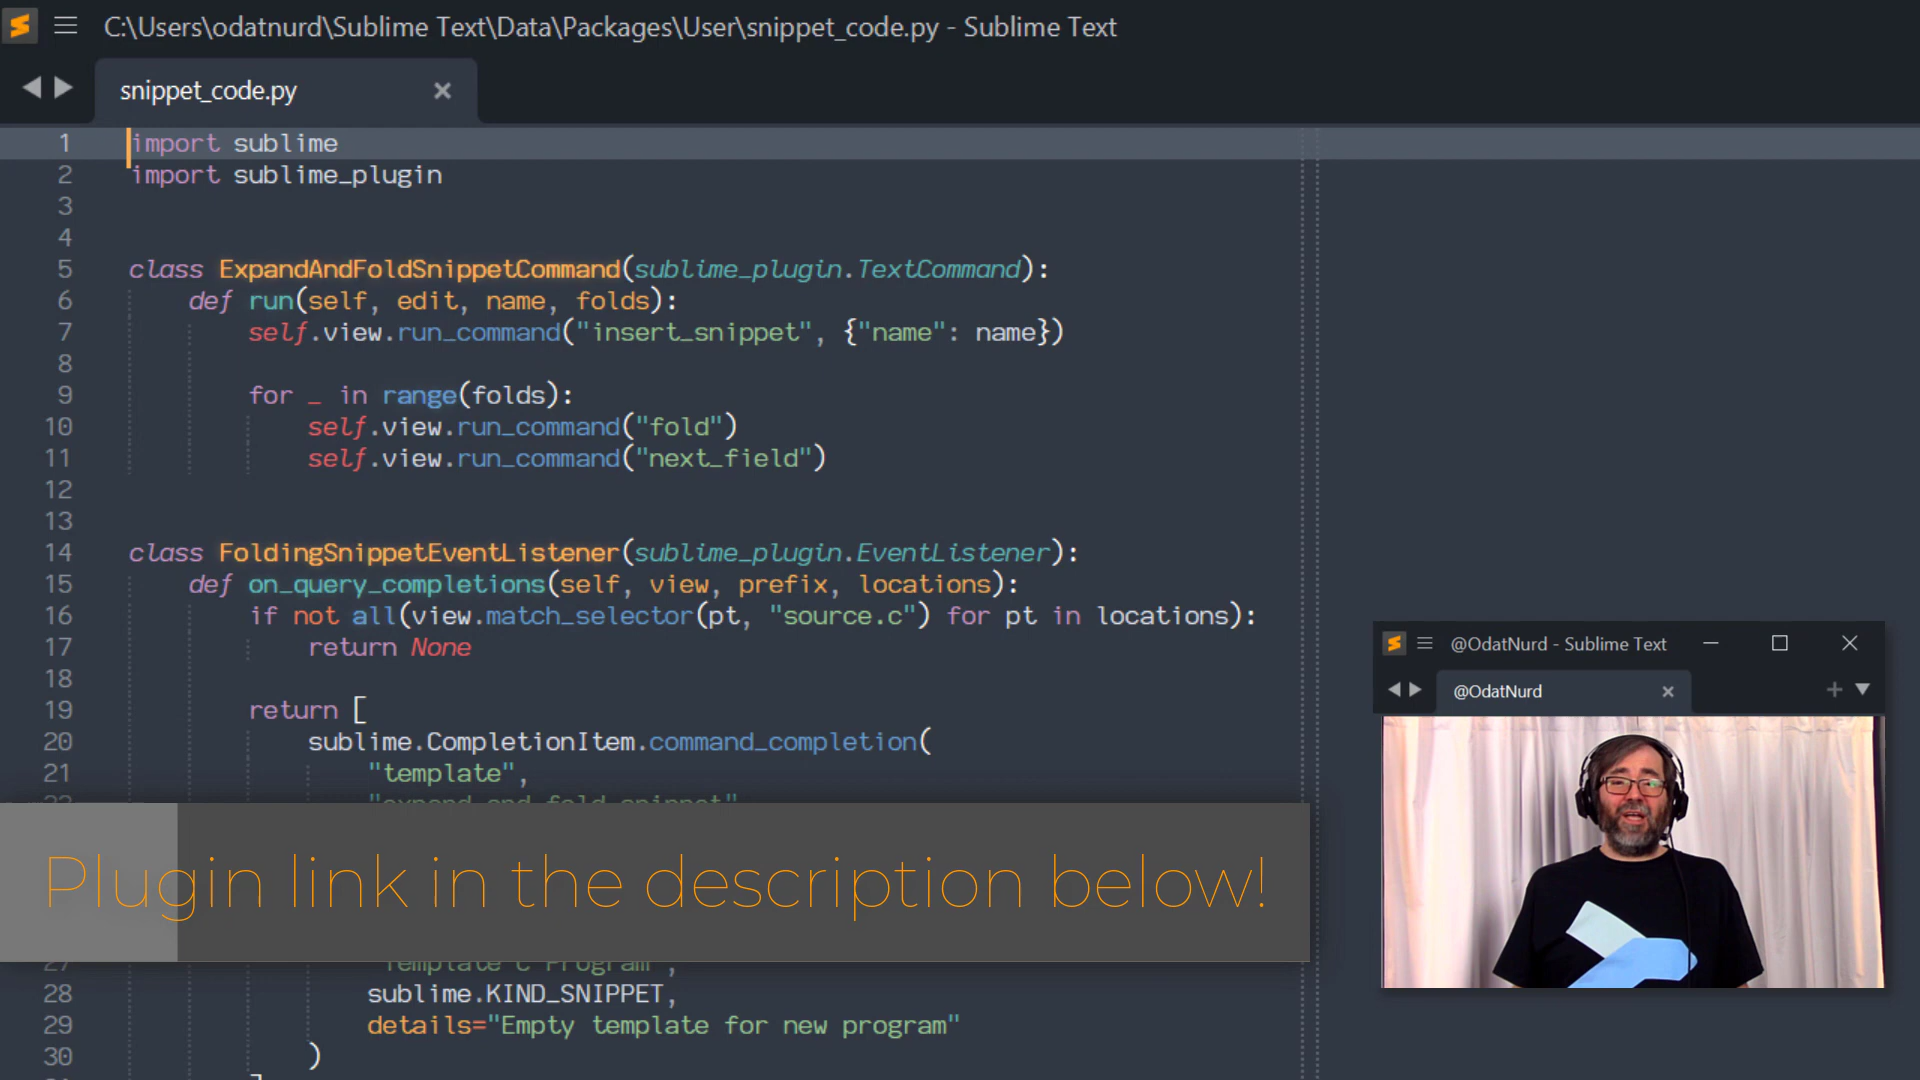 C:\Users\odatnurd\Sublime Text\Data\Packages\User\snippet_code.py - Sublime Text
snippet_code.py
1 import sublime
2 import sublime_plugin
3
4
5 class ExpandAndFoldSnippetCommand(sublime_plugin.TextCommand):
6 def run(self, edit, name, folds):
7 self.view.run_command("insert_snippet", {"name": name})
8
9 for _ in range(folds):
10 self.view.run_command("fold")
11 self.view.run_command("next_field")
12
13
14 class FoldingSnippetEventListener(sublime_plugin.EventListener):
15 def on_query_completions(self, view, prefix, locations):
16 if not all(view.match_selector(pt, "source.c") for pt in locations):
17 return None
18
19 return [
20 sublime.CompletionItem.command_completion(
21 "template",
"expand_and_fold_snippet"
Plugin link in the description below!
27 "Template C Program",
28 sublime.KIND_SNIPPET,
29 details="Empty template for new program"
30 )
@OdatNurd - Sublime Text
@OdatNurd